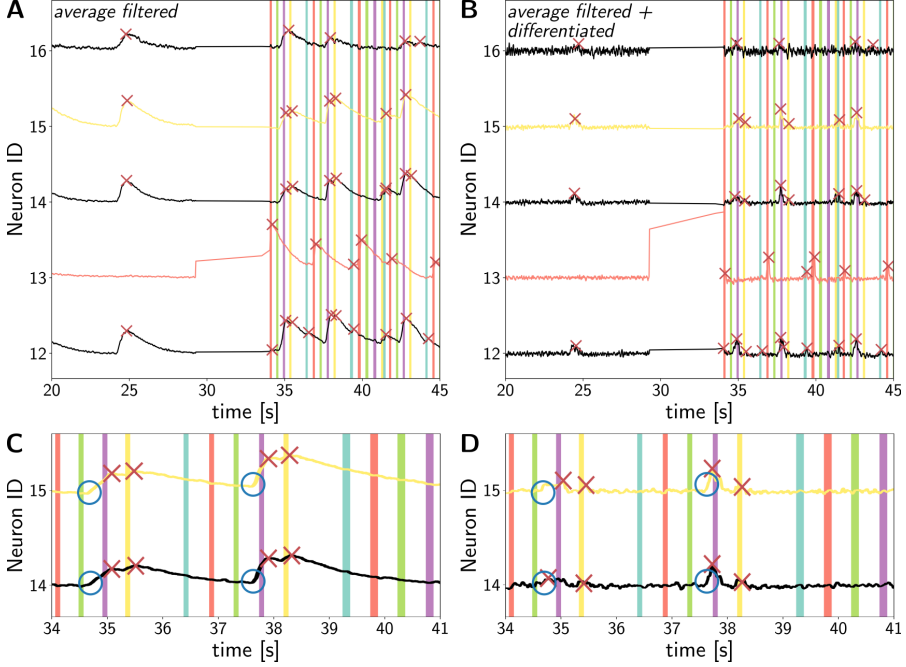 A
average filtered
16
15
14
13
12
Neuron ID
20 25 30 35 40 45
time [s]
B
average filtered +
differentiated
16
15
14
13
12
Neuron ID
20 25 30 35 40 45
time [s]
C
15
14
Neuron ID
34 35 36 37 38 39 40 41
time [s]
D
15
14
Neuron ID
34 35 36 37 38 39 40 41
time [s]